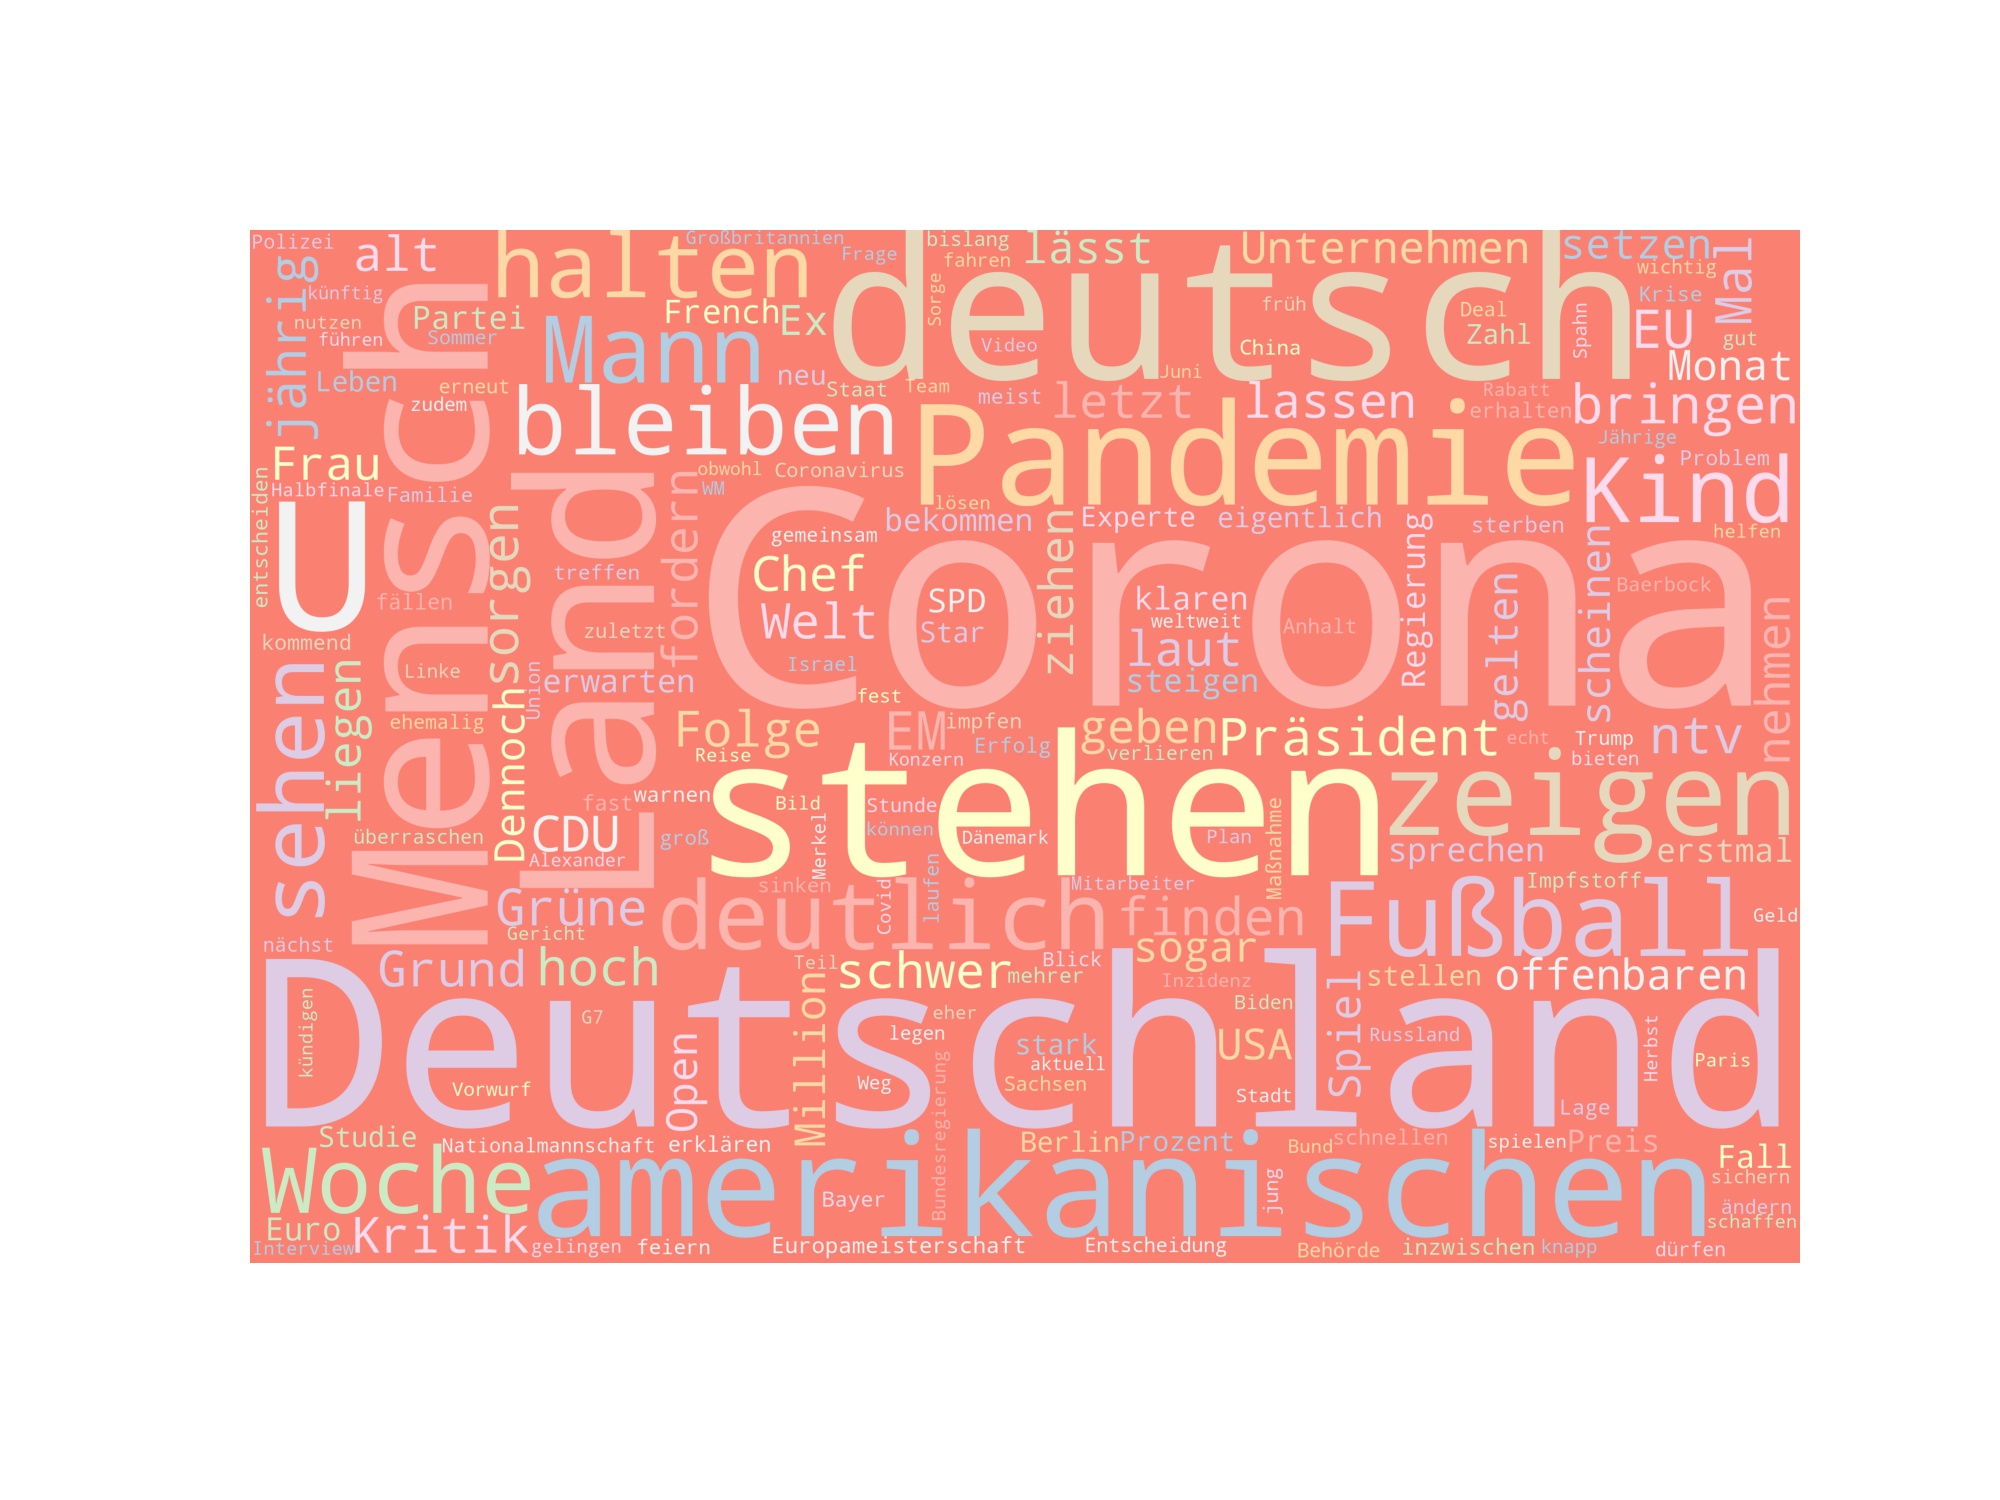 Polizei
alt
halten
Großbritannien
Frage
bislang
fahren
lässt
Unternehmen
setzen
wichtig
Mal
jährig
künftig
nutzen
führen
Partei
Sommer
Mensch
Mann
French
Ex
deutsch
Sorge
Video
früh
China
Juni
Deal
Zahl
Spahn
Krise
EU
gut
Monat
Leben
erneut
zudem
bleiben
neu
Staat
Team
meist
letzt
lassen
Rabatt
erhalten
bringen
Jährige
Frau
Halbfinale
Familie
obwohl
WM
Coronavirus
Pandemie
lösen
Kind
Problem
entscheiden
U
sorgen
Land
fordern
gemeinsam
bekommen
ziehen
Experte
eigentlich
Regierung
sterben
helfen
Corona
fällen
treffen
Chef
Welt
SPD
Star
klaren
weltweit
laut
steigen
Anhalt
gelten
scheinen
Baerbock
nehmen
kommend
sehen
liegen
Linke
ehemalig
Dennoch
Union
zuletzt
erwarten
Israel
fest
Folge
Reise
EM
impfen
Erfolg
Konzern
geben
verlieren
Präsident
echt
Trump
bieten
ntv
überraschen
CDU
Alexander
fast
warnen
groß
stehen
Bild
Merkel
Stunde
können
Dänemark
Plan
Maßnahme
zeigen
sprechen
erstmal
nächst
Grüne
Gericht
deutlich
sinken
Covid
laufen
Mitarbeiter
finden
Fußball
Impfstoff
Geld
Grund
hoch
Teil
schwer
mehrer
Blick
sogar
Inzidenz
Spiel
stellen
offenbaren
Deutschland
kündigen
G7
Vorwurf
Open
Million
eher
legen
Weg
stark
aktuell
Sachsen
Biden
USA
Stadt
Russland
Lage
Herbst
Paris
Studie
Nationalmannschaft
erklären
Bundesregierung
Berlin
Prozent
Bund
schnellen
spielen
Preis
Fall
sichern
Woche
amerikanischen
Bayer
jung
ändern
schaffen
Euro
Interview
Kritik
gelingen
feiern
Europameisterschaft
Entscheidung
Behörde
inzwischen
knapp
dürfen